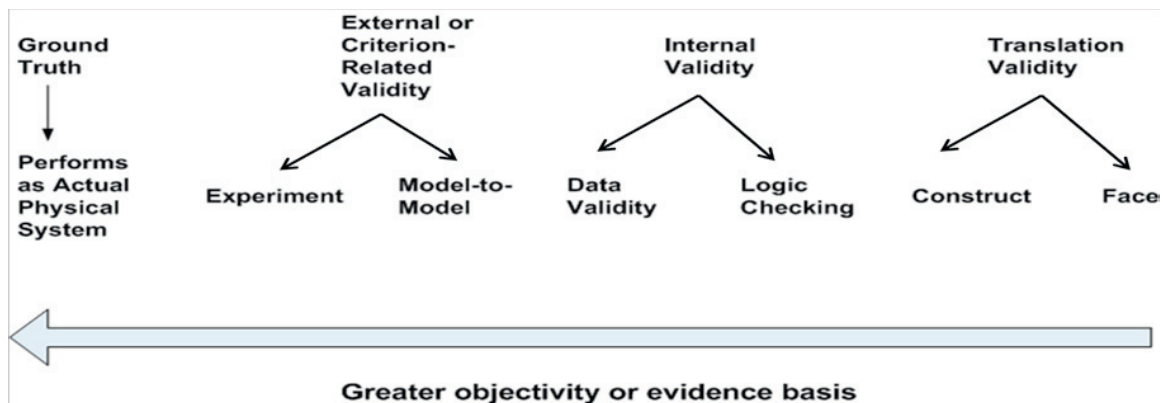 Ground
Truth
External or
Criterion-
Related
Validity
Internal
Validity
Translation
Validity
Performs
as Actual
Physical
System
Experiment
Model-to-
Model
Data
Validity
Logic
Checking
Construct
Face
Greater objectivity or evidence basis